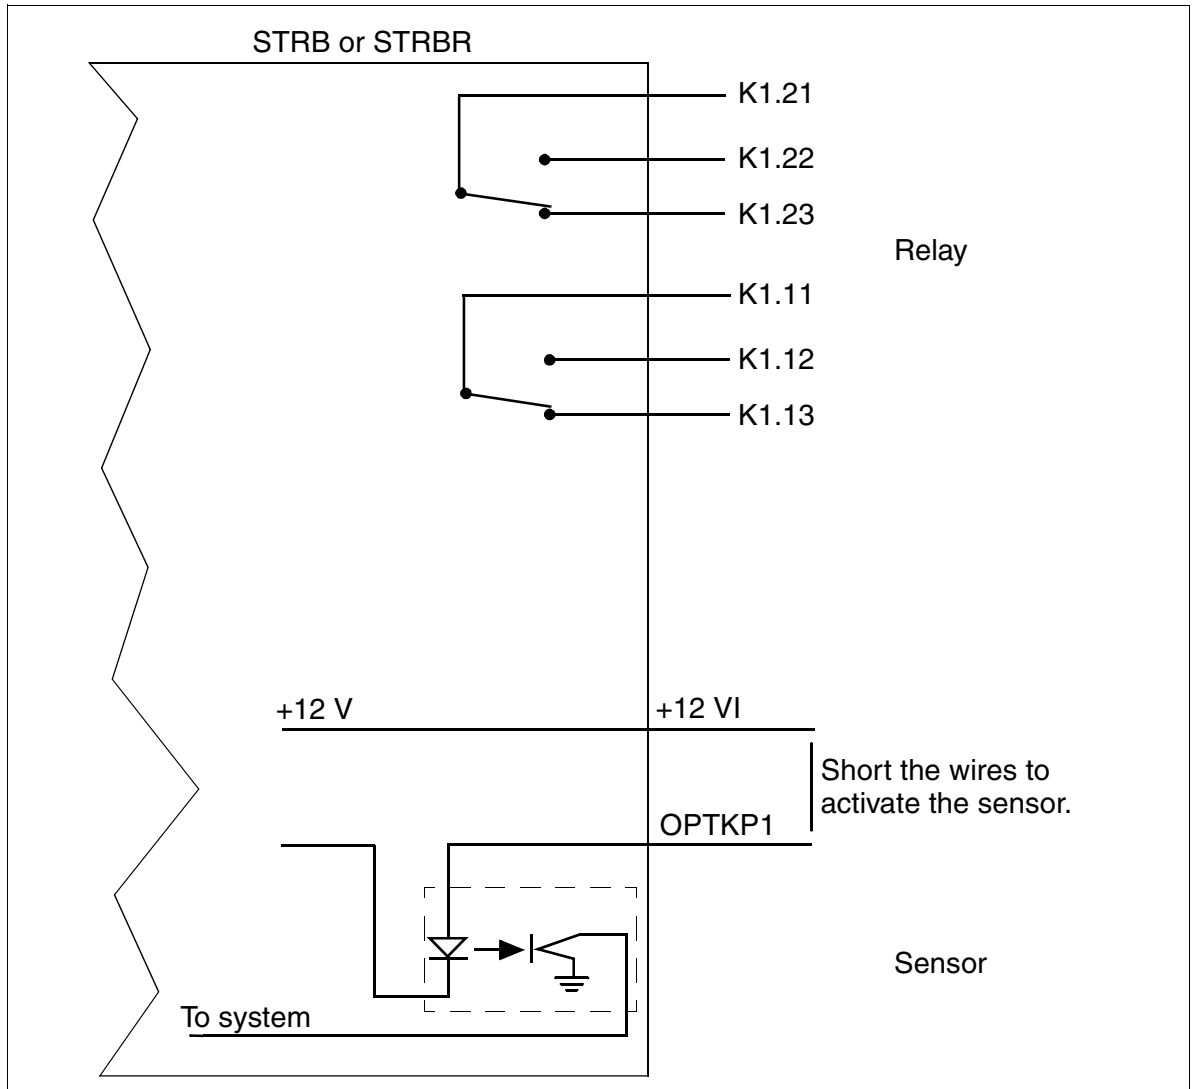 STRB or STRBR
K1.21
K1.22
K1.23
Relay
K1.11
K1.12
K1.13
+12 V
+12 VI
Short the wires to
activate the sensor.
OPTKP1
Sensor
To system